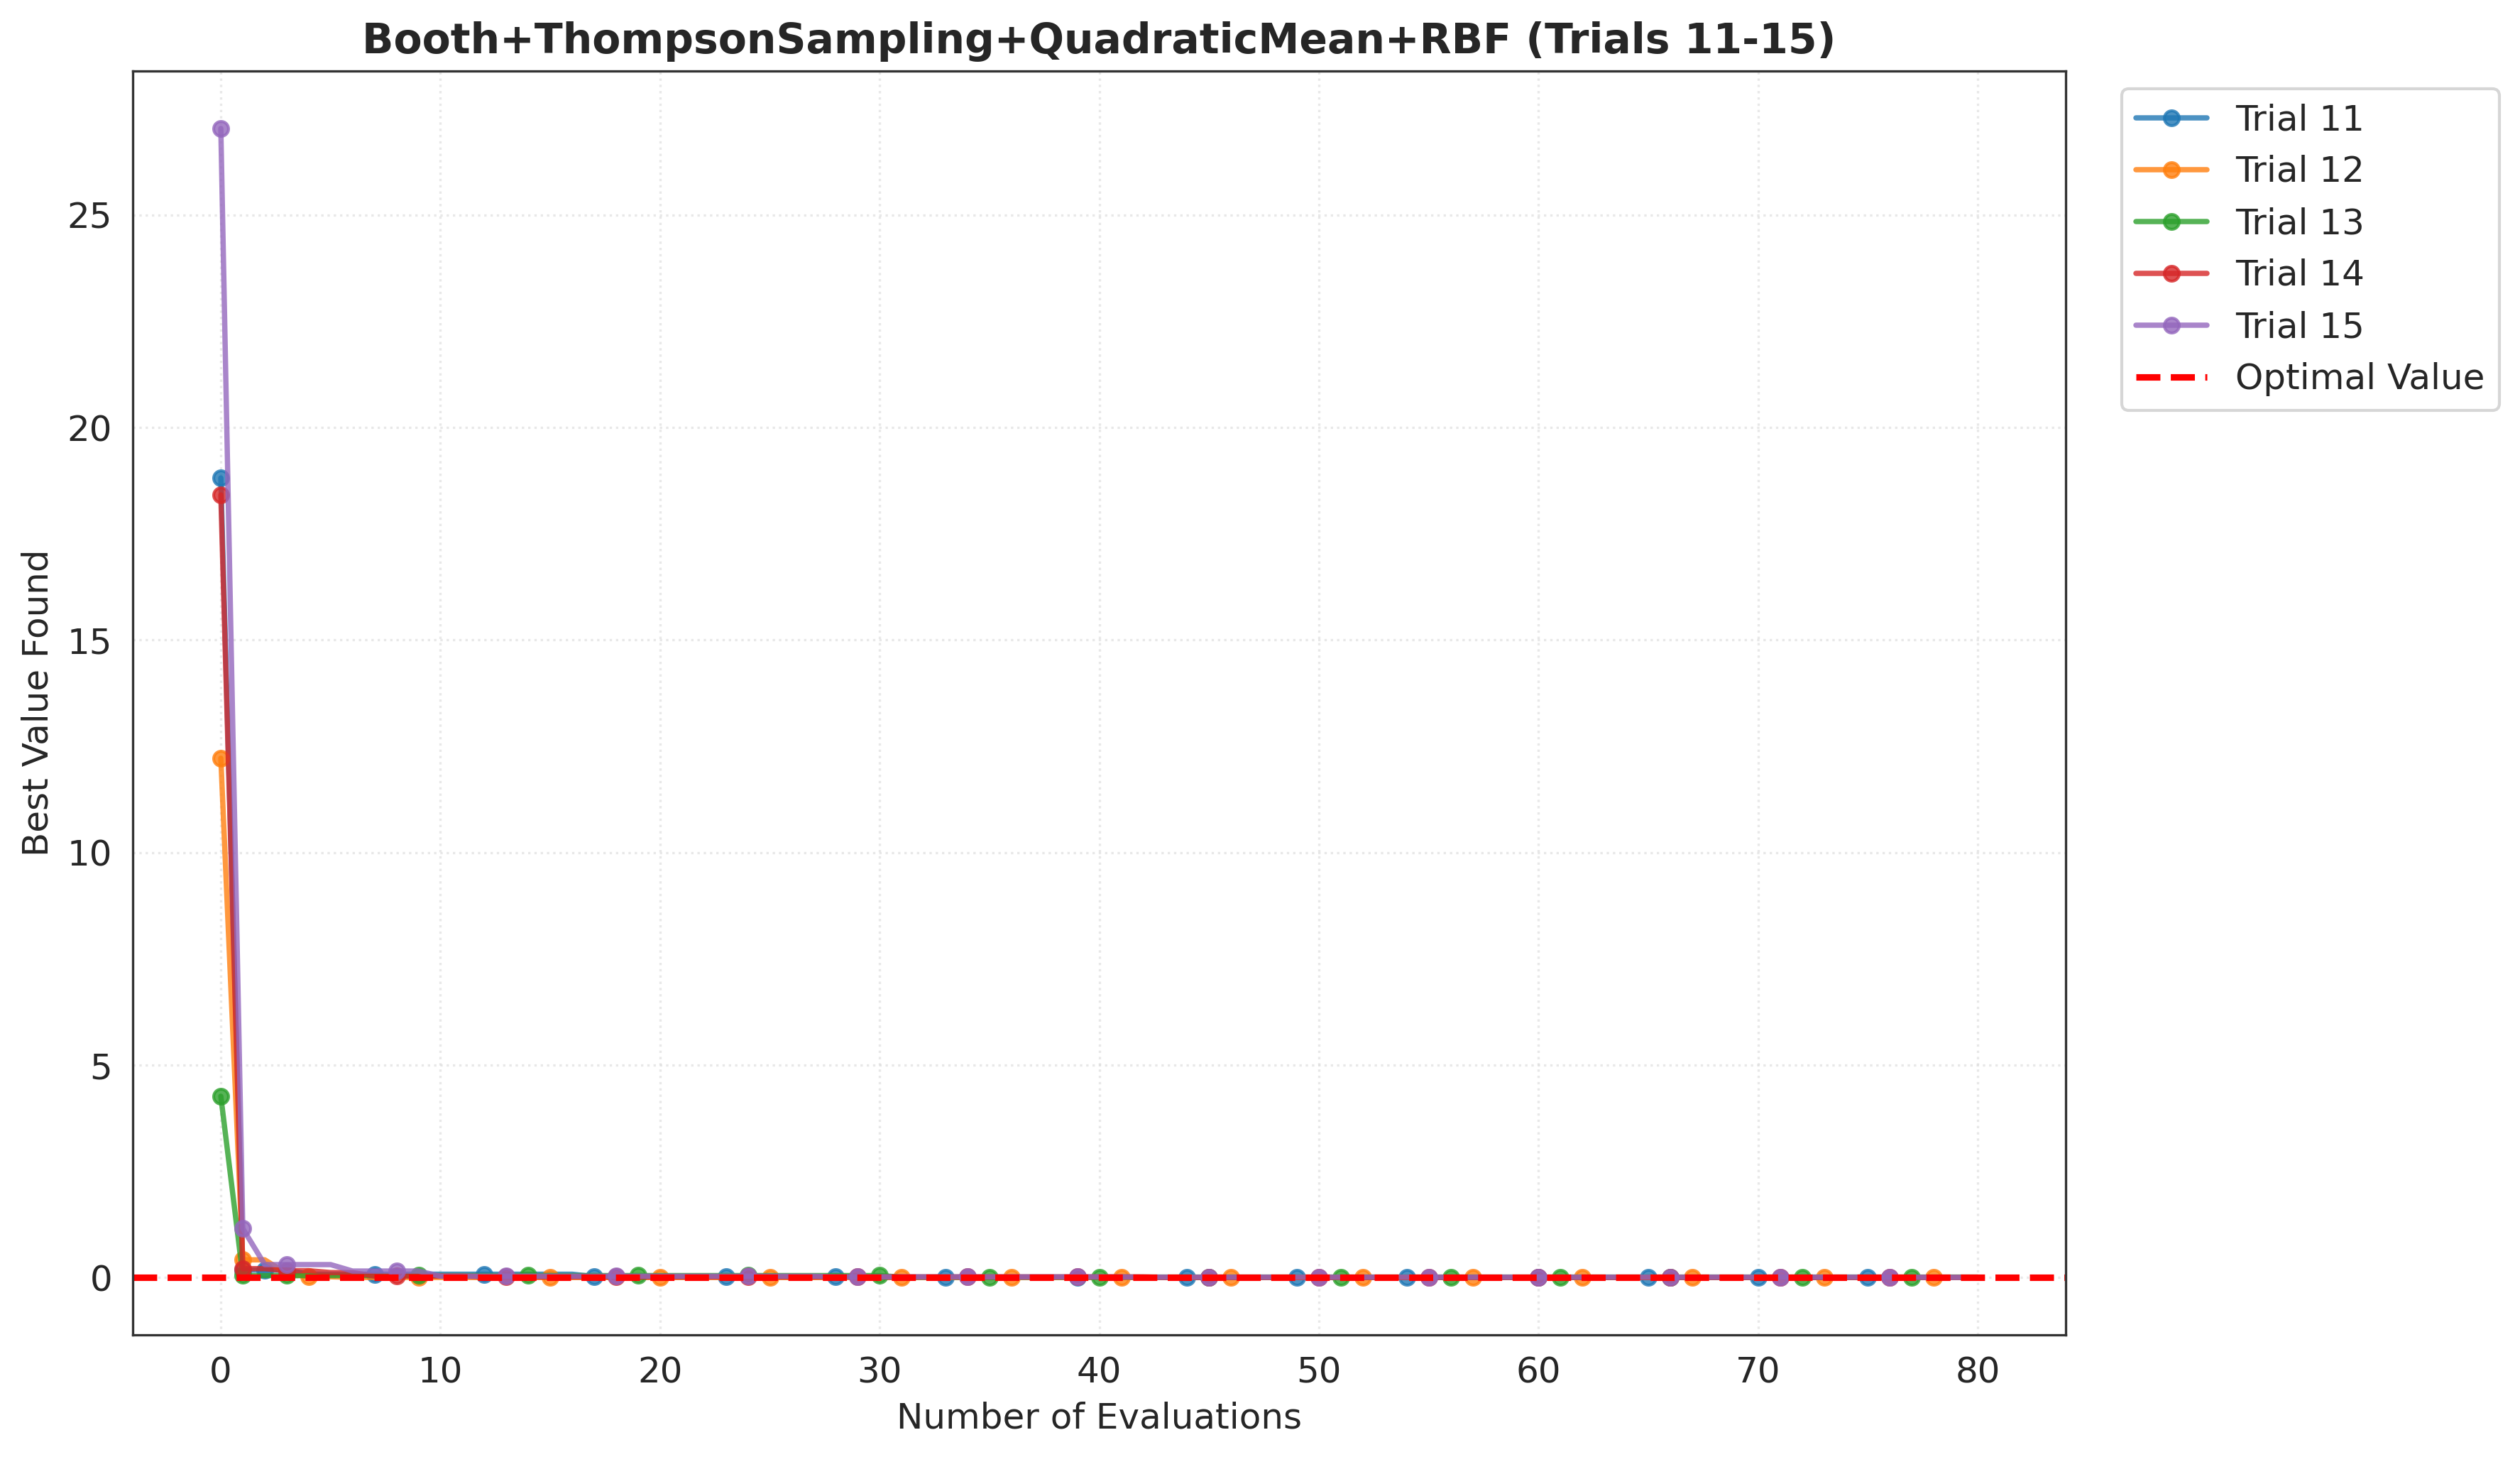 Booth+ThompsonSampling+QuadraticMean+RBF (Trials 11-15)
Trial 11
Trial 12
Trial 13
Trial 14
Trial 15
Optimal Value
Best Value Found
25
20
15
10
5
0
0 10 20 30 40 50 60 70 80
Number of Evaluations